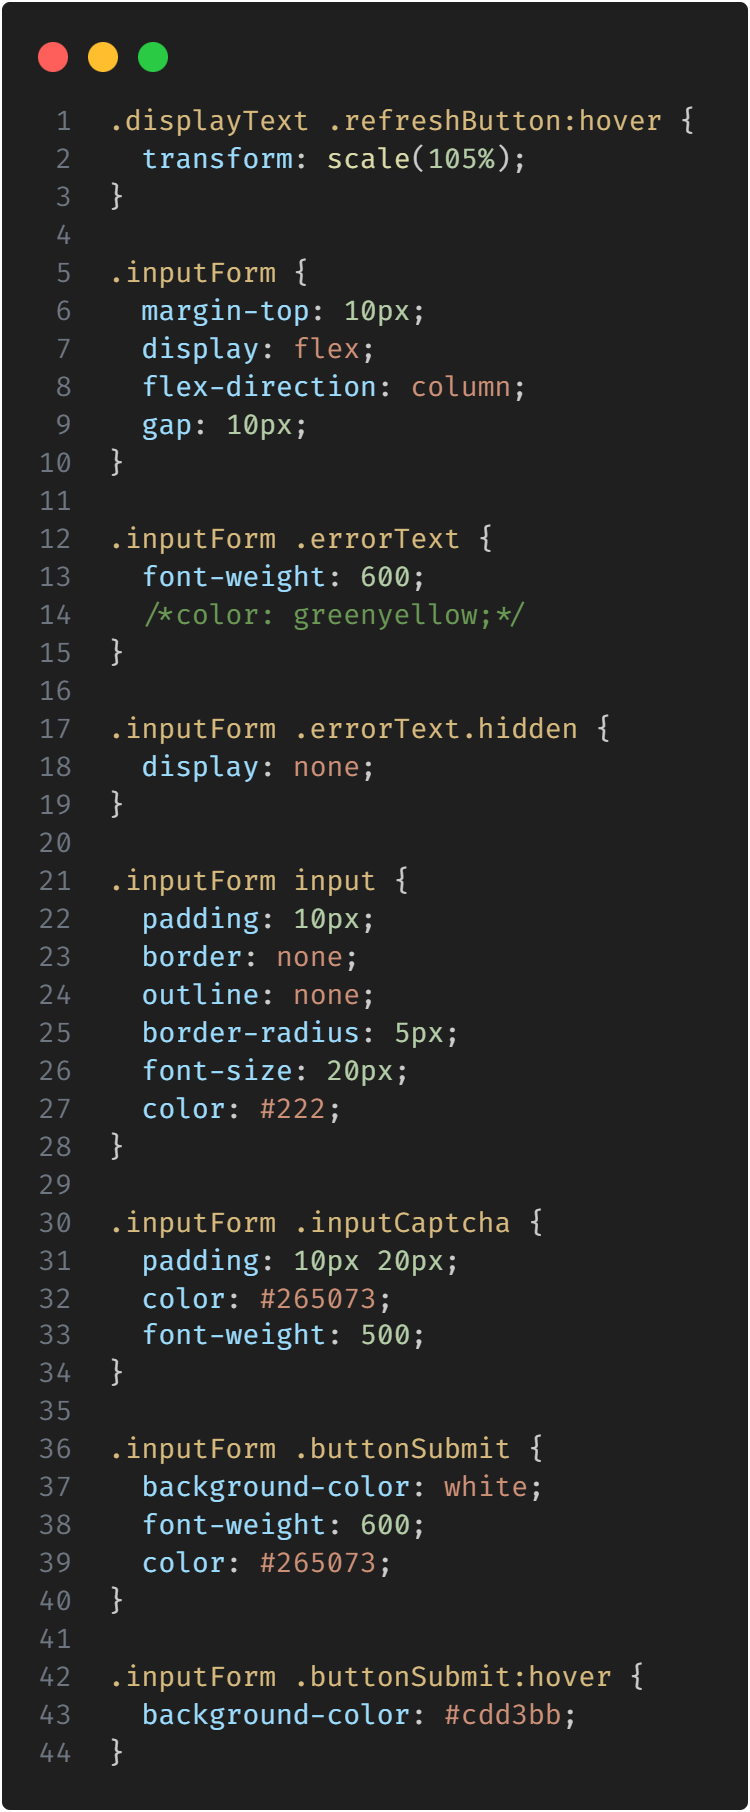 1 .displayText .refreshButton:hover {
2   transform: scale(105%);
3 }
4
5 .inputForm {
6   margin-top: 10px;
7   display: flex;
8   flex-direction: column;
9   gap: 10px;
10 }
11
12 .inputForm .errorText {
13   font-weight: 600;
14   /*color: greenyellow;*/
15 }
16
17 .inputForm .errorText.hidden {
18   display: none;
19 }
20
21 .inputForm input {
22   padding: 10px;
23   border: none;
24   outline: none;
25   border-radius: 5px;
26   font-size: 20px;
27   color: #222;
28 }
29
30 .inputForm .inputCaptcha {
31   padding: 10px 20px;
32   color: #265073;
33   font-weight: 500;
34 }
35
36 .inputForm .buttonSubmit {
37   background-color: white;
38   font-weight: 600;
39   color: #265073;
40 }
41
42 .inputForm .buttonSubmit:hover {
43   background-color: #cdd3bb;
44 }